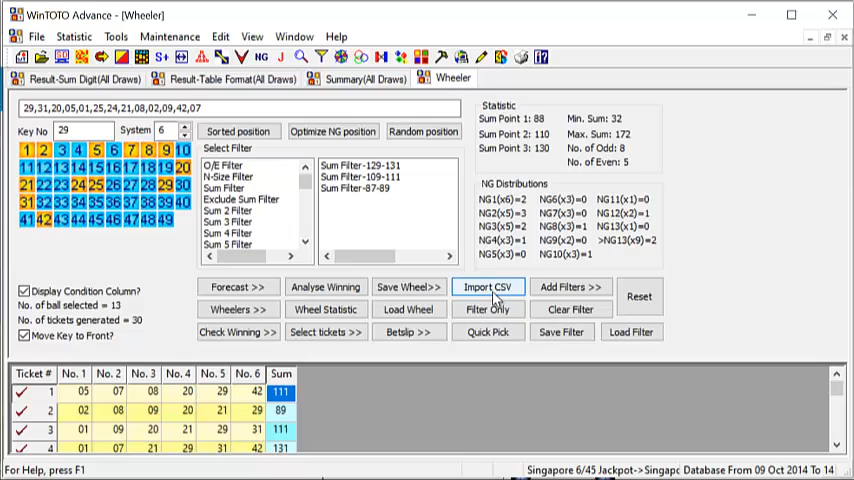 WinTOTO Advance - [Wheeler]
File Statistic Tools Maintenance Edit View Window Help
S+ NG J
Result-Sum Digit(All Draws) Result-Table Format(All Draws) Summary(All Draws) Wheeler
29,31,20,05,01,25,24,21,08,02,09,42,07
Key No 29 System 6
Sorted position Optimize NG position Random position
1 2 3 4 5 6 7 8 9 10
11 12 13 14 15 16 17 18 19 20
21 22 23 24 25 26 27 28 29 30
31 32 33 34 35 36 37 38 39 40
41 42 43 44 45 46 47 48 49
Select Filter
O/E Filter
N-Size Filter
Sum Filter
Exclude Sum Filter
Sum 2 Filter
Sum 3 Filter
Sum 4 Filter
Sum 5 Filter
Sum Filter-129-131
Sum Filter-109-111
Sum Filter-87-89
Statistic
Sum Point 1: 88 Min. Sum: 32
Sum Point 2: 110 Max. Sum: 172
Sum Point 3: 130 No. of Odd: 8
No. of Even: 5
NG Distributions
NG1(x6)=2 NG6(x3)=0 NG11(x1)=0
NG2(x5)=3 NG7(x3)=0 NG12(x2)=1
NG3(x5)=2 NG8(x3)=1 NG13(x1)=0
NG4(x3)=1 NG9(x2)=0 >NG13(x9)=2
NG5(x3)=0 NG10(x3)=1
Display Condition Column?
No. of ball selected = 13
No. of tickets generated = 30
Move Key to Front?
Forecast >> Analyse Winning Save Wheel>> Import CSV Add Filters >> Reset
Wheelers >> Wheel Statistic Load Wheel Filter Only Clear Filter
Check Winning >> Select tickets >> Betslip >> Quick Pick Save Filter Load Filter
Ticket # No. 1 No. 2 No. 3 No. 4 No. 5 No. 6 Sum
1 05 07 08 20 29 42 111
2 02 08 09 20 21 29 89
3 01 09 20 21 29 31 111
4 01 07 21 29 31 42 131
For Help, press F1
Singapore 6/45 Jackpot-> Singapc Database From 09 Oct 2014 To 14